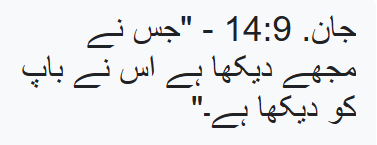 جان. 14:9 - "جس نے
مجھے دیکھا ہے اس نے باپ
کو دیکھا ہے۔"